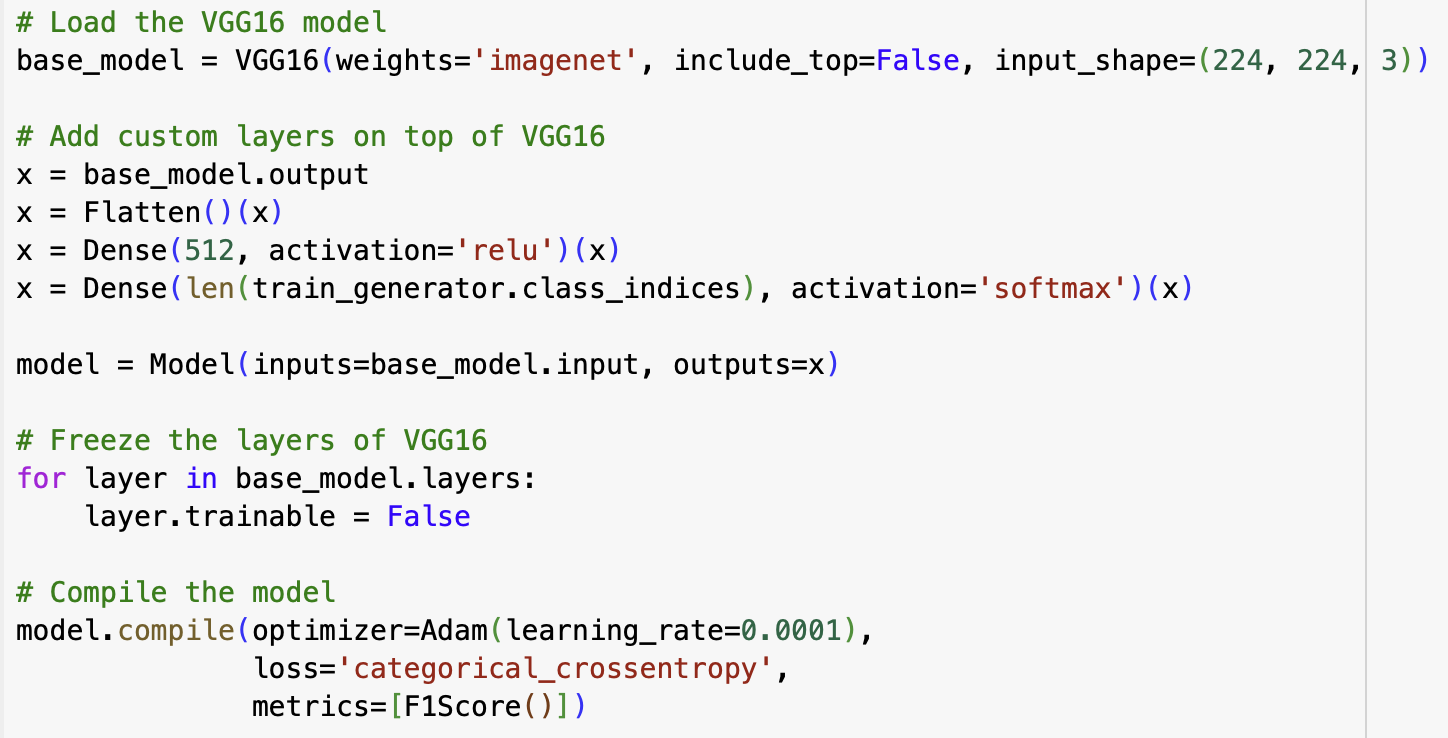 # Load the VGG16 model
base_model = VGG16(weights='imagenet', include_top=False, input_shape=(224, 224, 3))
# Add custom layers on top of VGG16
x = base_model.output
x = Flatten()(x)
x = Dense(512, activation='relu')(x)
x = Dense(len(train_generator.class_indices), activation='softmax')(x)
model = Model(inputs=base_model.input, outputs=x)
# Freeze the layers of VGG16
for layer in base_model.layers:
    layer.trainable = False
# Compile the model
model.compile(optimizer=Adam(learning_rate=0.0001),
              loss='categorical_crossentropy',
              metrics=[F1Score()])